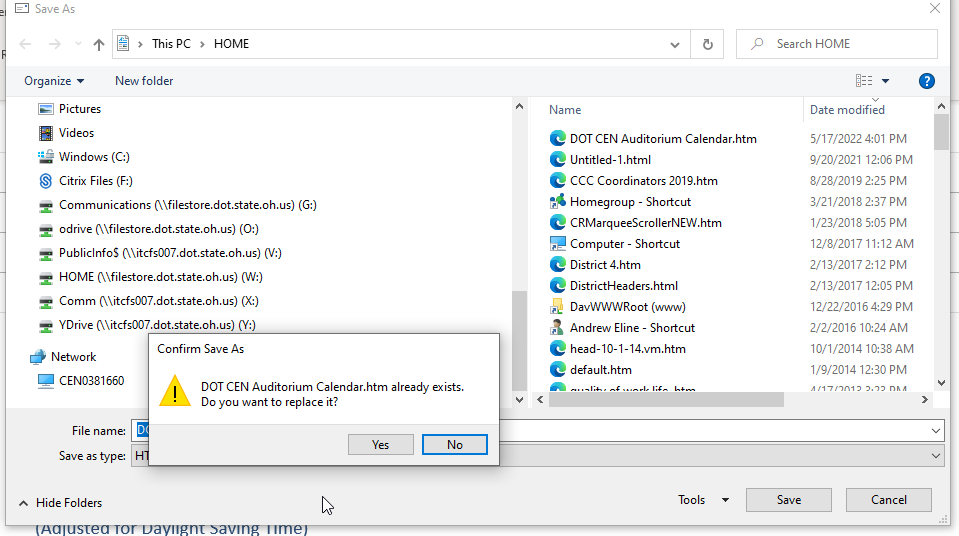 Save As
This PC > HOME
Search HOME
Organize
New folder
Pictures
Videos
Windows (C:)
Citrix Files (F:)
Communications (\\filestore.dot.state.oh.us) (G:)
odrive (\\filestore.dot.state.oh.us) (O:)
PublicInfo$ (\\itcfs007.dot.state.oh.us) (V:)
HOME (\\filestore.dot.state.oh.us) (W:)
Comm (\\itcfs007.dot.state.oh.us) (X:)
YDrive (\\itcfs007.dot.state.oh.us) (Y:)
Network
CEN0381660
Name Date modified
DOT CEN Auditorium Calendar.htm 5/17/2022 4:01 PM
Untitled-1.html 9/20/2021 12:06 PM
CCC Coordinators 2019.htm 8/28/2019 2:25 PM
Homegroup - Shortcut 3/21/2018 2:37 PM
CRMarqueeScrollerNEW.htm 1/23/2018 5:05 PM
Computer - Shortcut 12/8/2017 11:12 AM
District 4.htm 2/13/2017 2:12 PM
DistrictHeaders.html 2/13/2017 12:05 PM
DavWWWRoot (www) 12/22/2016 4:29 PM
Andrew Eline - Shortcut 2/2/2016 10:24 AM
head-10-1-14.vm.htm 10/1/2014 10:38 AM
default.htm 1/9/2014 12:30 PM
quality of work life .htm 4/17/2013 3:23 PM
Confirm Save As
DOT CEN Auditorium Calendar.htm already exists.
Do you want to replace it?
Yes
No
File name: DO
Save as type: HT
Hide Folders
Tools
Save
Cancel
(Adjusted for Daylight Saving Time)